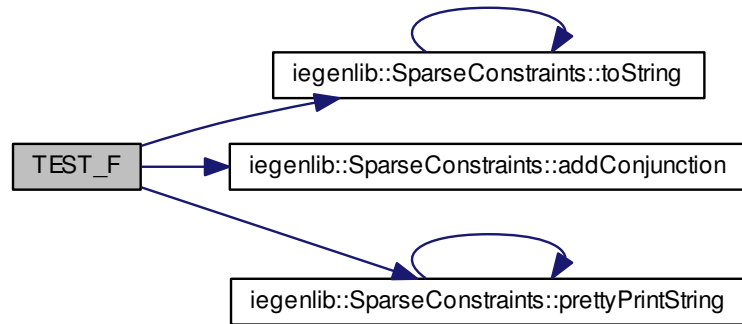 iegenlib::SparseConstraints::toString
TEST_F
iegenlib::SparseConstraints::addConjunction
iegenlib::SparseConstraints::prettyPrintString